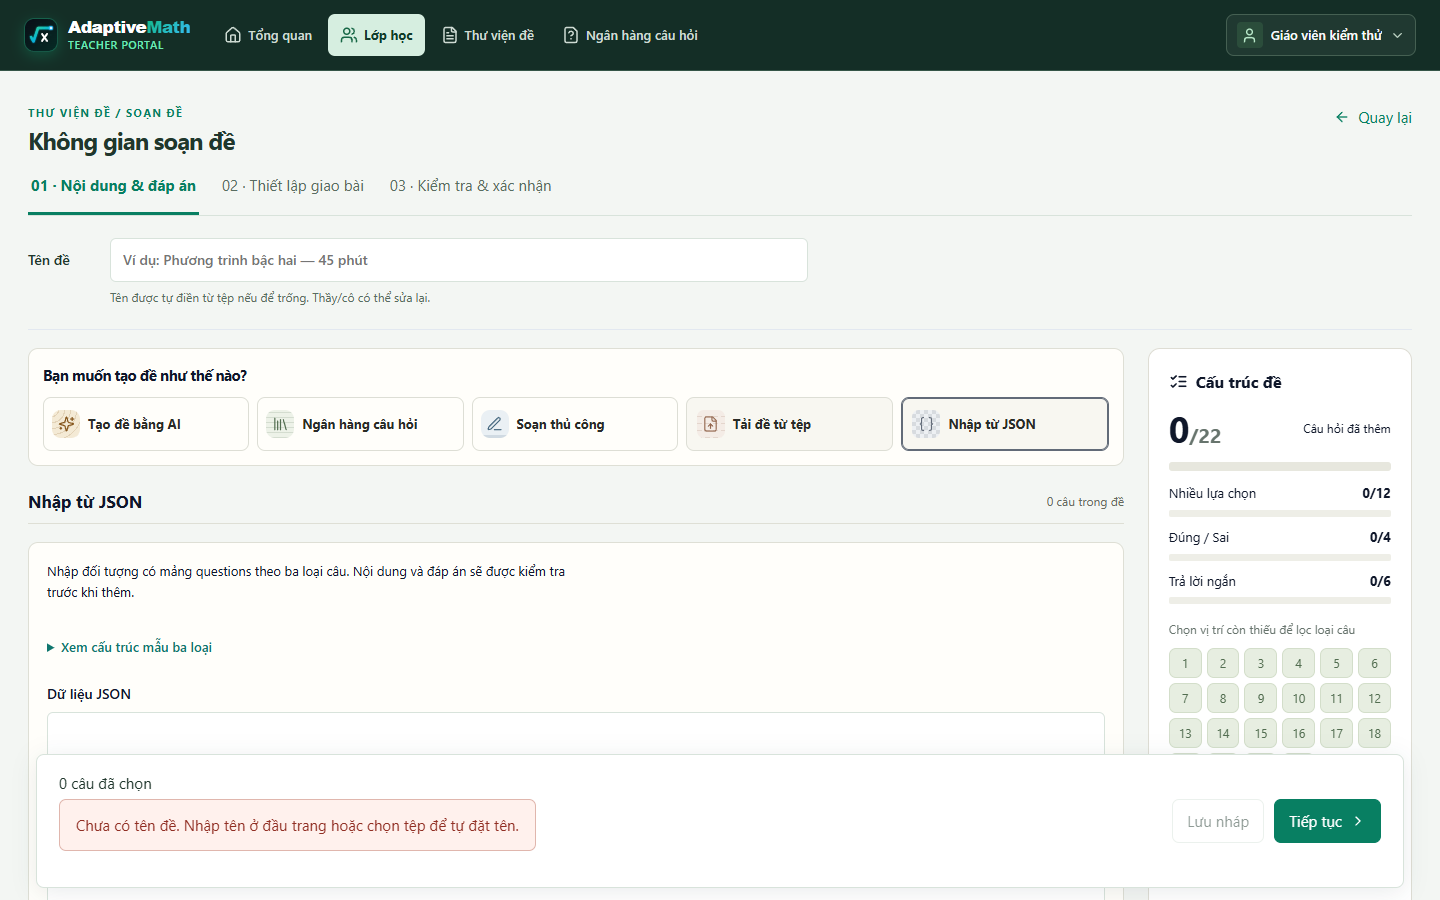 AdaptiveMath
TEACHER PORTAL
Tổng quan
Lớp học
Thư viện đề
Ngân hàng câu hỏi
Giáo viên kiểm thử
THƯ VIỆN ĐỀ / SOẠN ĐỀ
Không gian soạn đề
Quay lại
01 · Nội dung & đáp án
02 · Thiết lập giao bài
03 · Kiểm tra & xác nhận
Tên đề
Ví dụ: Phương trình bậc hai — 45 phút
Tên được tự điền từ tệp nếu để trống. Thầy/cô có thể sửa lại.
Bạn muốn tạo đề như thế nào?
Tạo đề bằng AI
Ngân hàng câu hỏi
Soạn thủ công
Tải đề từ tệp
Nhập từ JSON
Nhập từ JSON
0 câu trong đề
Nhập đối tượng có mảng questions theo ba loại câu. Nội dung và đáp án sẽ được kiểm tra
trước khi thêm.
Xem cấu trúc mẫu ba loại
Dữ liệu JSON
Cấu trúc đề
0/22
Câu hỏi đã thêm
Nhiều lựa chọn 0/12
Đúng / Sai 0/4
Trả lời ngắn 0/6
Chọn vị trí còn thiếu để lọc loại câu
1 2 3 4 5 6
7 8 9 10 11 12
13 14 15 16 17 18
0 câu đã chọn
Chưa có tên đề. Nhập tên ở đầu trang hoặc chọn tệp để tự đặt tên.
Lưu nháp
Tiếp tục